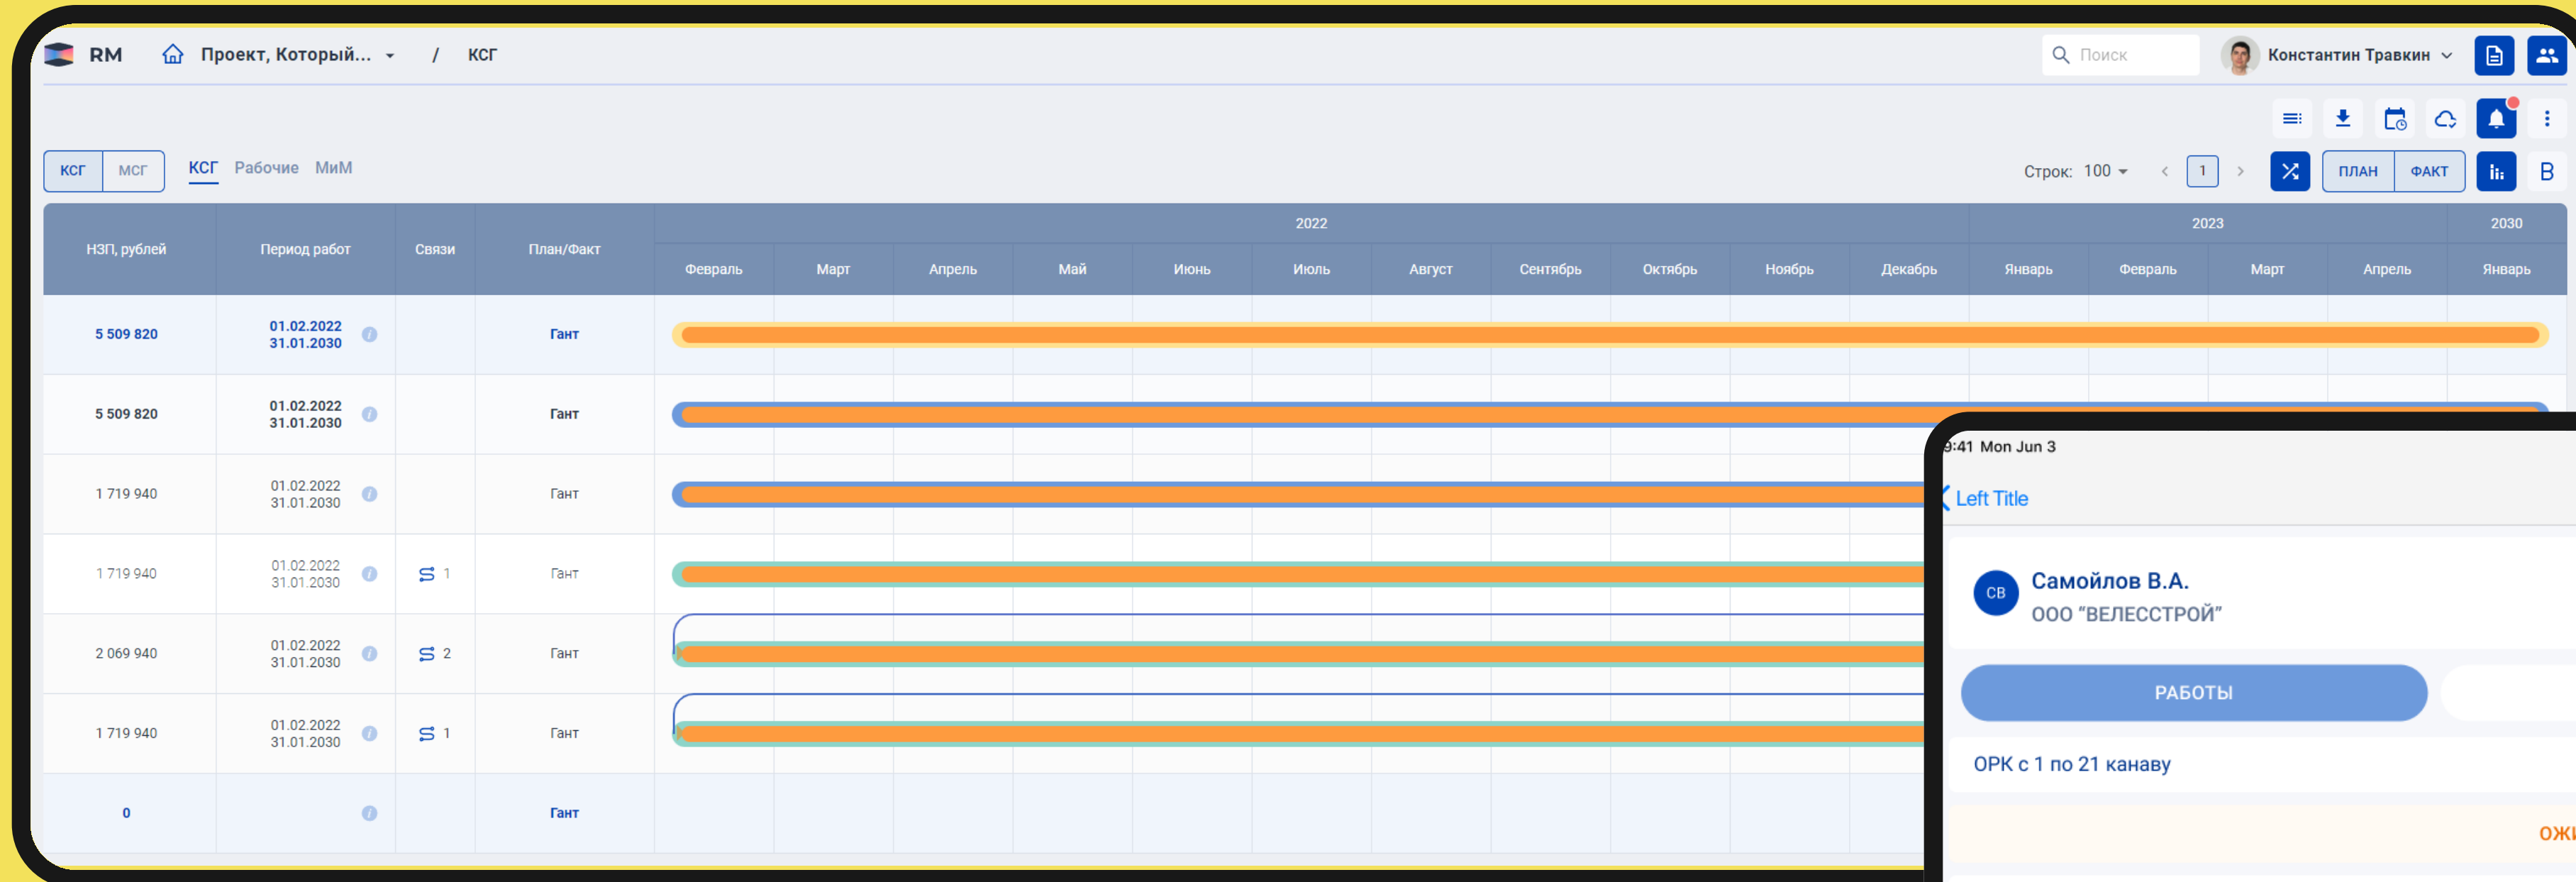 RM Проект, Который... / КСГ Поиск Константин Травкин
КСГ МСГ КСГ Рабочие МиМ Строк: 100 1 ПЛАН ФАКТ B
НЗП, рублей Период работ Связи План/Факт 2022 2023 2030
Февраль Март Апрель Май Июнь Июль Август Сентябрь Октябрь Ноябрь Декабрь Январь Февраль Март Апрель Январь
5 509 820 01.02.2022 31.01.2030 Гант
5 509 820 01.02.2022 31.01.2030 Гант
1 719 940 01.02.2022 31.01.2030 Гант
1 719 940 01.02.2022 31.01.2030 1 Гант
2 069 940 01.02.2022 31.01.2030 2 Гант
1 719 940 01.02.2022 31.01.2030 1 Гант
0 Гант
9:41 Mon Jun 3
Left Title
СВ Самойлов В.А.
ООО “ВЕЛЕССТРОЙ”
РАБОТЫ
ОРК с 1 по 21 канаву